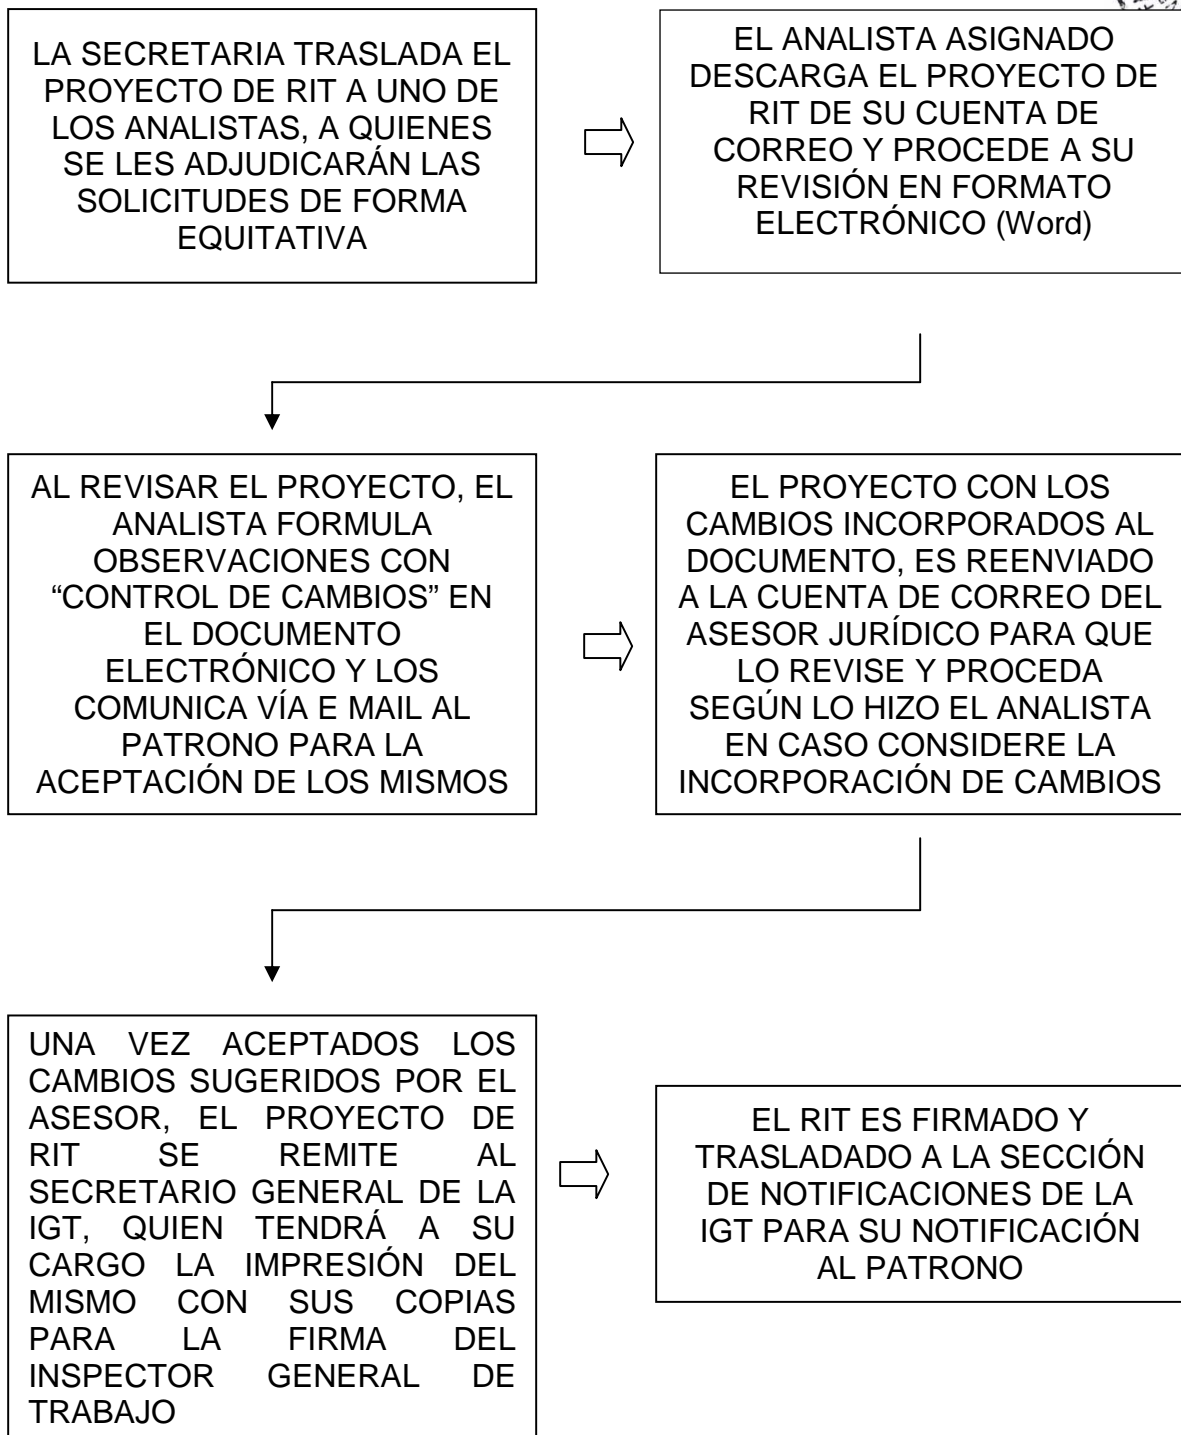 LA SECRETARIA TRASLADA EL
PROYECTO DE RIT A UNO DE
LOS ANALISTAS, A QUIENES
SE LES ADJUDICARÁN LAS
SOLICITUDES DE FORMA
EQUITATIVA
EL ANALISTA ASIGNADO
DESCARGA EL PROYECTO DE
RIT DE SU CUENTA DE
CORREO Y PROCEDE A SU
REVISIÓN EN FORMATO
ELECTRÓNICO (Word)
AL REVISAR EL PROYECTO, EL
ANALISTA FORMULA
OBSERVACIONES CON
“CONTROL DE CAMBIOS” EN
EL DOCUMENTO
ELECTRÓNICO Y LOS
COMUNICA VÍA E MAIL AL
PATRONO PARA LA
ACEPTACIÓN DE LOS MISMOS
EL PROYECTO CON LOS
CAMBIOS INCORPORADOS AL
DOCUMENTO, ES REENVIADO
A LA CUENTA DE CORREO DEL
ASESOR JURÍDICO PARA QUE
LO REVISE Y PROCEDA
SEGÚN LO HIZO EL ANALISTA
EN CASO CONSIDERE LA
INCORPORACIÓN DE CAMBIOS
UNA VEZ ACEPTADOS LOS
CAMBIOS SUGERIDOS POR EL
ASESOR, EL PROYECTO DE
RIT SE REMITE AL
SECRETARIO GENERAL DE LA
IGT, QUIEN TENDRÁ A SU
CARGO LA IMPRESIÓN DEL
MISMO CON SUS COPIAS
PARA LA FIRMA DEL
INSPECTOR GENERAL DE
TRABAJO
EL RIT ES FIRMADO Y
TRASLADADO A LA SECCIÓN
DE NOTIFICACIONES DE LA
IGT PARA SU NOTIFICACIÓN
AL PATRONO